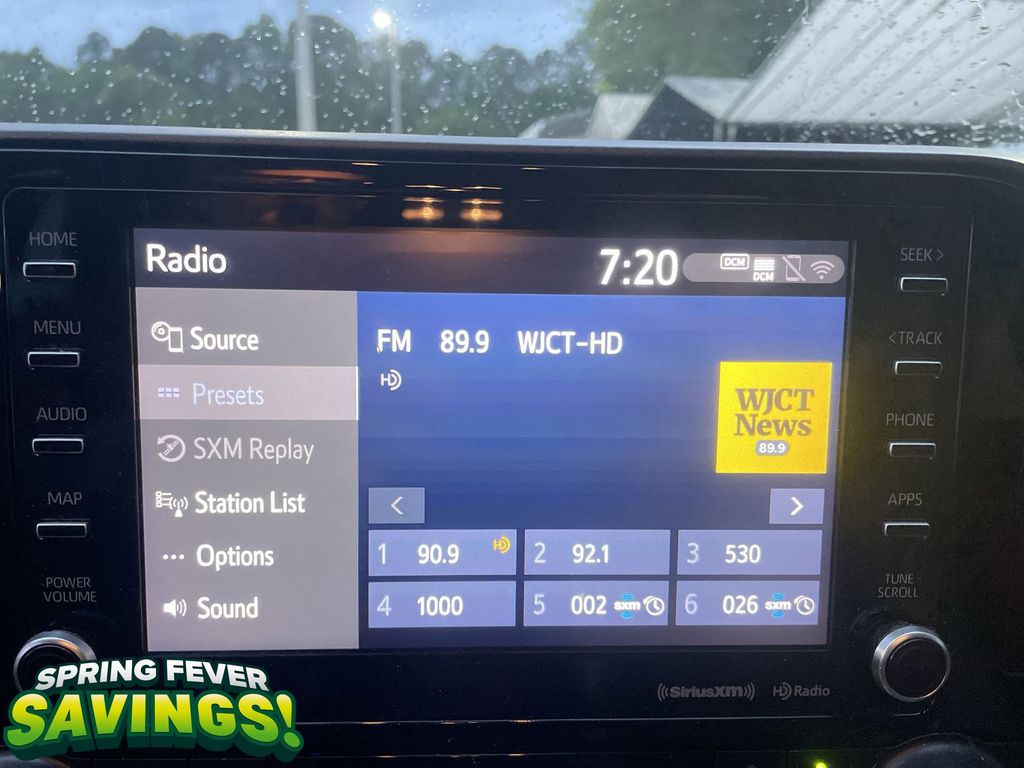 HOME
MENU
AUDIO
MAP
POWER
VOLUME
Radio
7:20
DCM
DCM
Source
Presets
SXM Replay
Station List
Options
Sound
FM 89.9 WJCT-HD
HD
WJCT
News
89.9
<
>
1 90.9 HD
2 92.1
3 530
4 1000
5 002 sxm
6 026 sxm
SEEK >
< TRACK
PHONE
APPS
TUNE
SCROLL
((SiriusXM))
HD Radio
SPRING FEVER
SAVINGS!